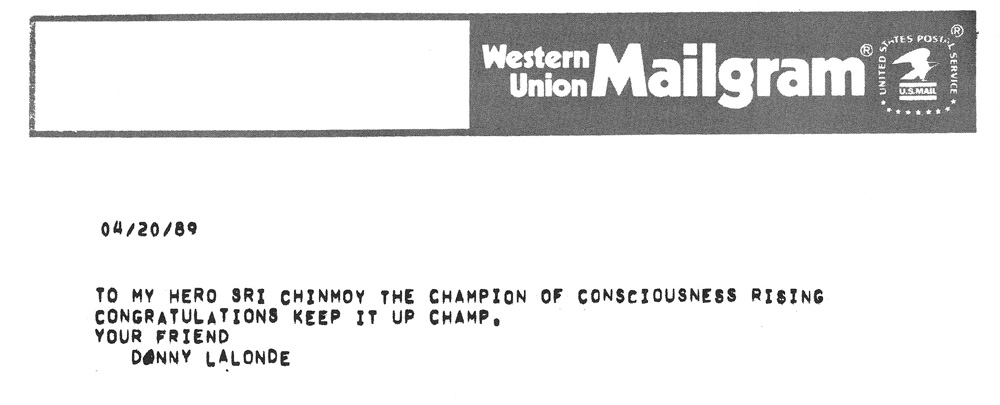 Western
Union Mailgram®
UNITED STATES POSTAL SERVICE ®
U.S.MAIL
04/20/89
TO MY HERO SRI CHINMOY THE CHAMPION OF CONSCIOUSNESS RISING
CONGRATULATIONS KEEP IT UP CHAMP.
YOUR FRIEND
DONNY LALONDE